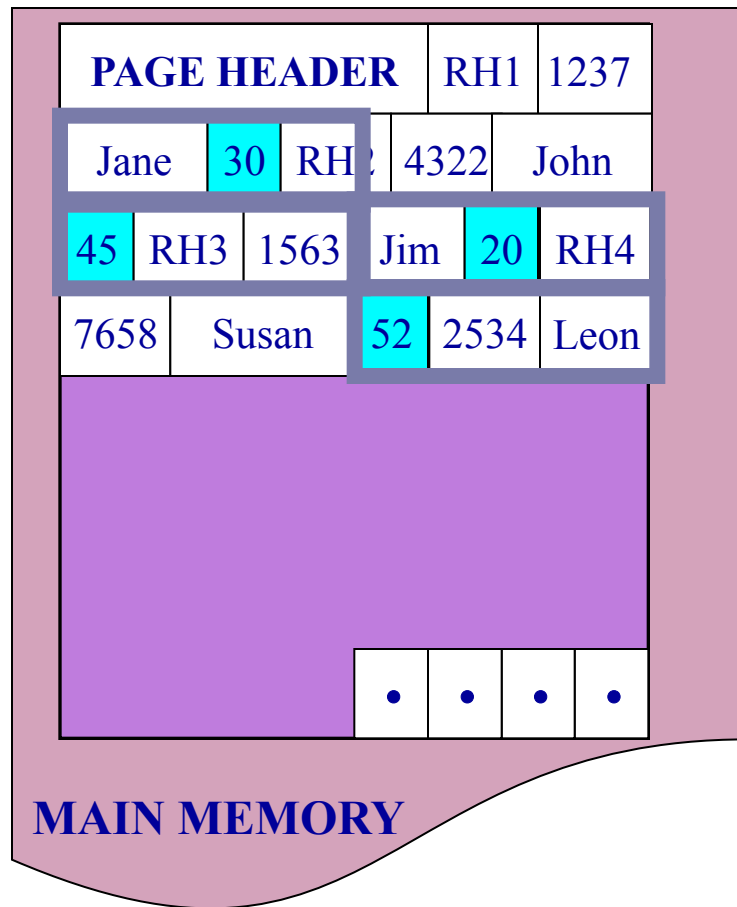 PAGE HEADER RH1 1237
Jane 30 RH2 4322 John
45 RH3 1563 Jim 20 RH4
7658 Susan 52 2534 Leon
• • • •
MAIN MEMORY